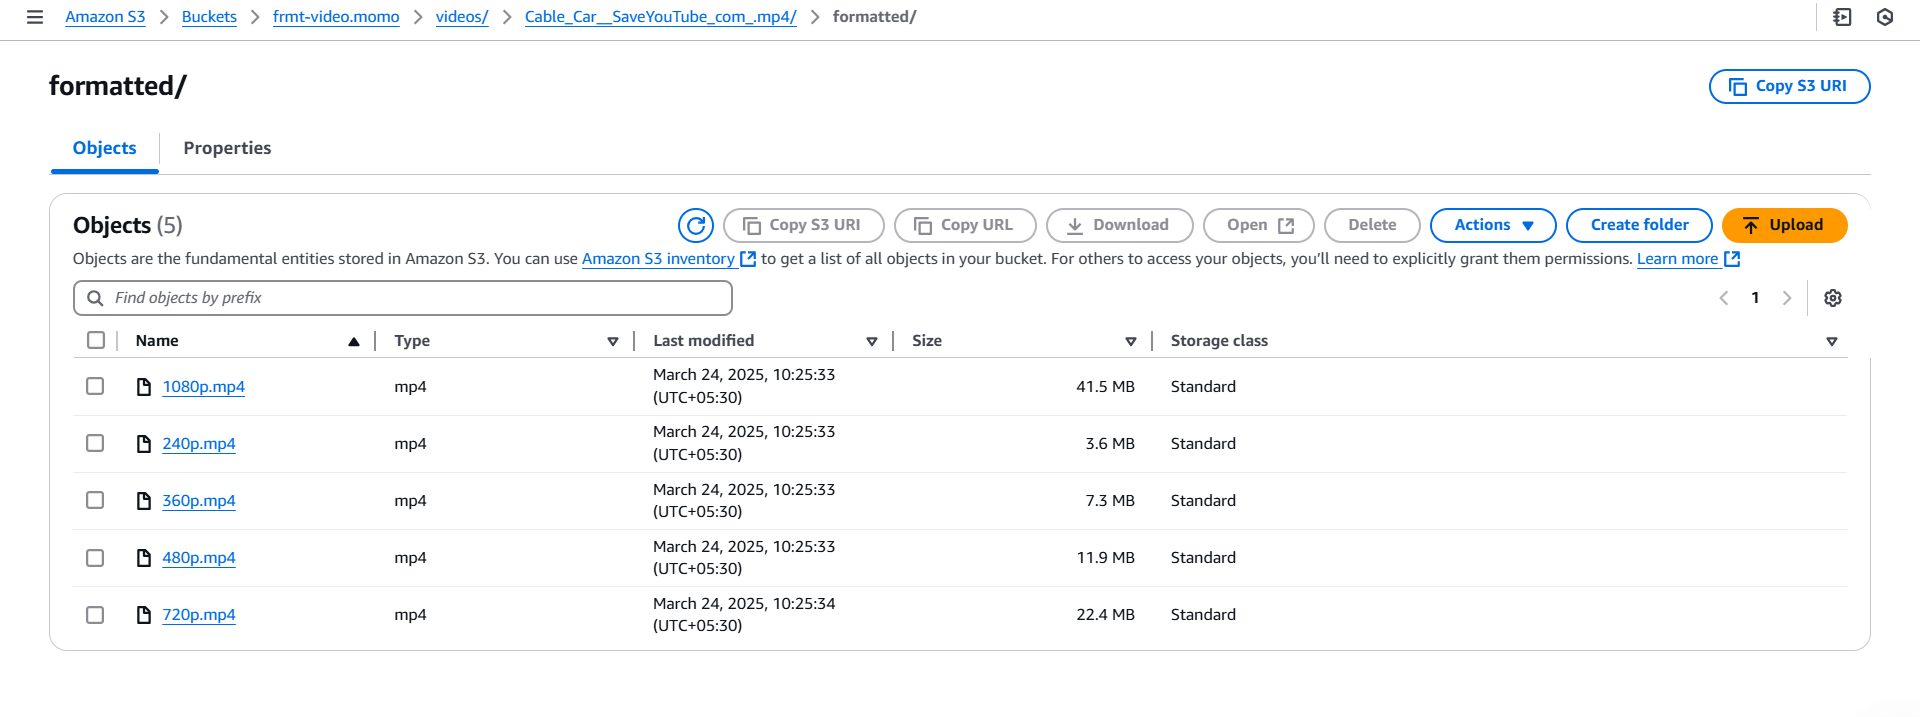 Amazon S3 > Buckets > frmt-video.momo > videos/ > Cable_Car__SaveYouTube_com_.mp4/ > formatted/
formatted/
Copy S3 URI
Objects Properties
Objects (5)
Copy S3 URI Copy URL Download Open Delete Actions Create folder Upload
Objects are the fundamental entities stored in Amazon S3. You can use Amazon S3 inventory to get a list of all objects in your bucket. For others to access your objects, you’ll need to explicitly grant them permissions. Learn more
Find objects by prefix
1
Name Type Last modified Size Storage class
1080p.mp4 mp4 March 24, 2025, 10:25:33 (UTC+05:30) 41.5 MB Standard
240p.mp4 mp4 March 24, 2025, 10:25:33 (UTC+05:30) 3.6 MB Standard
360p.mp4 mp4 March 24, 2025, 10:25:33 (UTC+05:30) 7.3 MB Standard
480p.mp4 mp4 March 24, 2025, 10:25:33 (UTC+05:30) 11.9 MB Standard
720p.mp4 mp4 March 24, 2025, 10:25:34 (UTC+05:30) 22.4 MB Standard